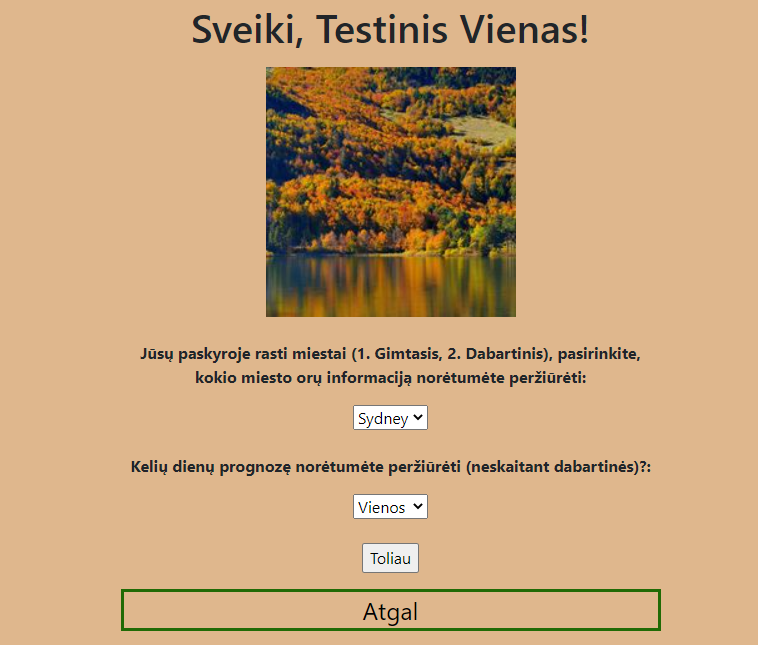 Sveiki, Testinis Vienas!
Jūsų paskyroje rasti miestai (1. Gimtasis, 2. Dabartinis), pasirinkite,
kokio miesto orų informaciją norėtumėte peržiūrėti:
Sydney
Kelių dienų prognozę norėtumėte peržiūrėti (neskaitant dabartinės)?:
Vienos
Toliau
Atgal